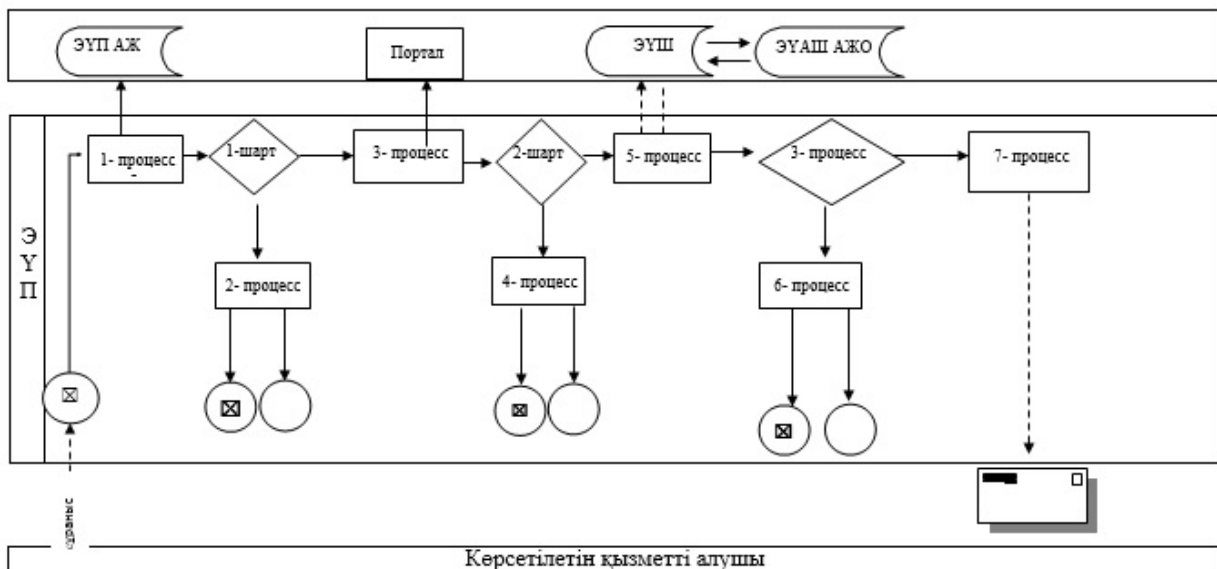 ЭҮП АЖ
Портал
ЭҮШ
ЭҮАШ АЖО
1- процесс
1-шарт
3- процесс
2-шарт
5- процесс
3- процесс
7- процесс
Э
Ү
П
2- процесс
4- процесс
6- процесс
сұраныс
Көрсетілетін қызметті алушы